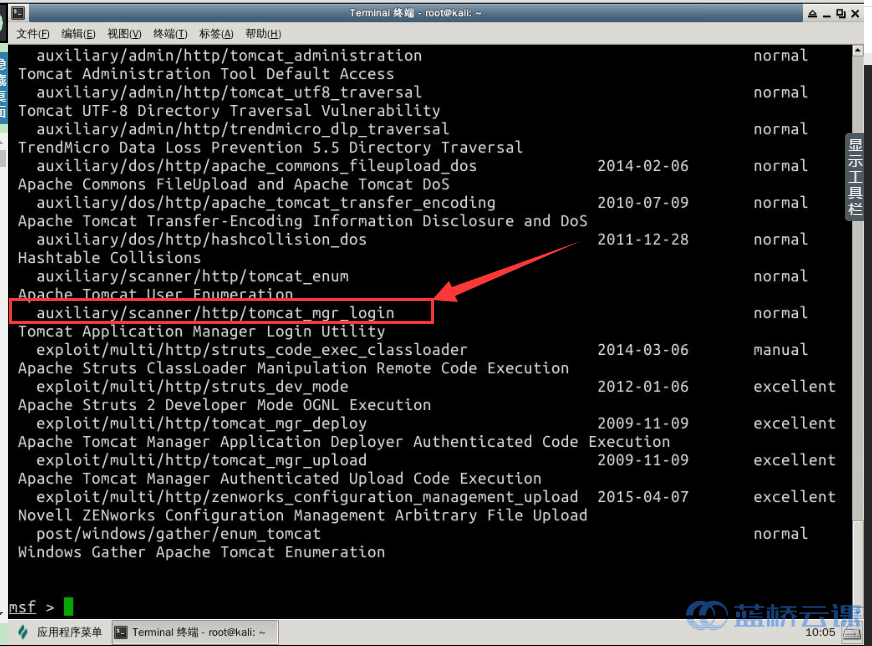 Terminal 终端 - root@kali: ~
文件(F) 编辑(E) 视图(V) 终端(T) 标签(A) 帮助(H)
auxiliary/admin/http/tomcat_administration normal
Tomcat Administration Tool Default Access
auxiliary/admin/http/tomcat_utf8_traversal normal
Tomcat UTF-8 Directory Traversal Vulnerability
auxiliary/admin/http/trendmicro_dlp_traversal normal
TrendMicro Data Loss Prevention 5.5 Directory Traversal
auxiliary/dos/http/apache_commons_fileupload_dos 2014-02-06 normal
Apache Commons FileUpload and Apache Tomcat DoS
auxiliary/dos/http/apache_tomcat_transfer_encoding 2010-07-09 normal
Apache Tomcat Transfer-Encoding Information Disclosure and DoS
auxiliary/dos/http/hashcollision_dos 2011-12-28 normal
Hashtable Collisions
auxiliary/scanner/http/tomcat_enum normal
Apache Tomcat User Enumeration
auxiliary/scanner/http/tomcat_mgr_login normal
Tomcat Application Manager Login Utility
exploit/multi/http/struts_code_exec_classloader 2014-03-06 manual
Apache Struts ClassLoader Manipulation Remote Code Execution
exploit/multi/http/struts_dev_mode 2012-01-06 excellent
Apache Struts 2 Developer Mode OGNL Execution
exploit/multi/http/tomcat_mgr_deploy 2009-11-09 excellent
Apache Tomcat Manager Application Deployer Authenticated Code Execution
exploit/multi/http/tomcat_mgr_upload 2009-11-09 excellent
Apache Tomcat Manager Authenticated Upload Code Execution
exploit/multi/http/zenworks_configuration_management_upload 2015-04-07 excellent
Novell ZENworks Configuration Management Arbitrary File Upload
post/windows/gather/enum_tomcat normal
Windows Gather Apache Tomcat Enumeration
msf >
显示工具栏
蓝桥云课
应用程序菜单 Terminal 终端 - root@kali: ~ 10:05